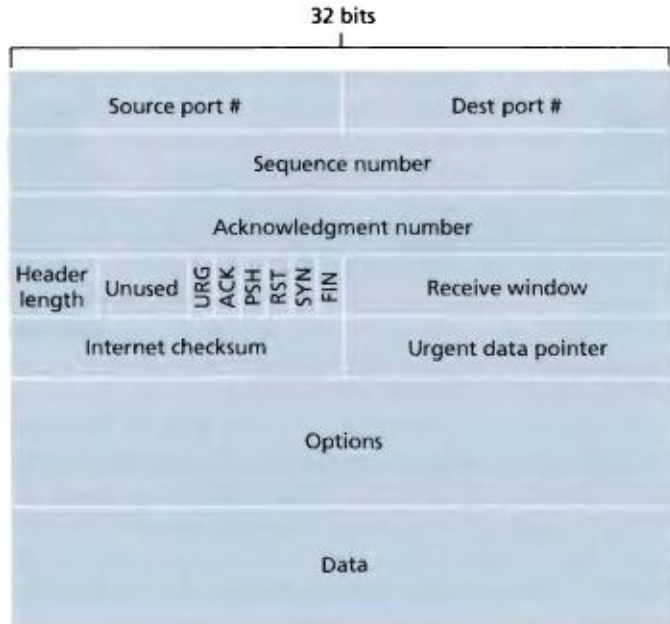 32 bits
Source port #
Dest port #
Sequence number
Acknowledgment number
Header
length
Unused
URG
ACK
PSH
RST
SYN
FIN
Receive window
Internet checksum
Urgent data pointer
Options
Data